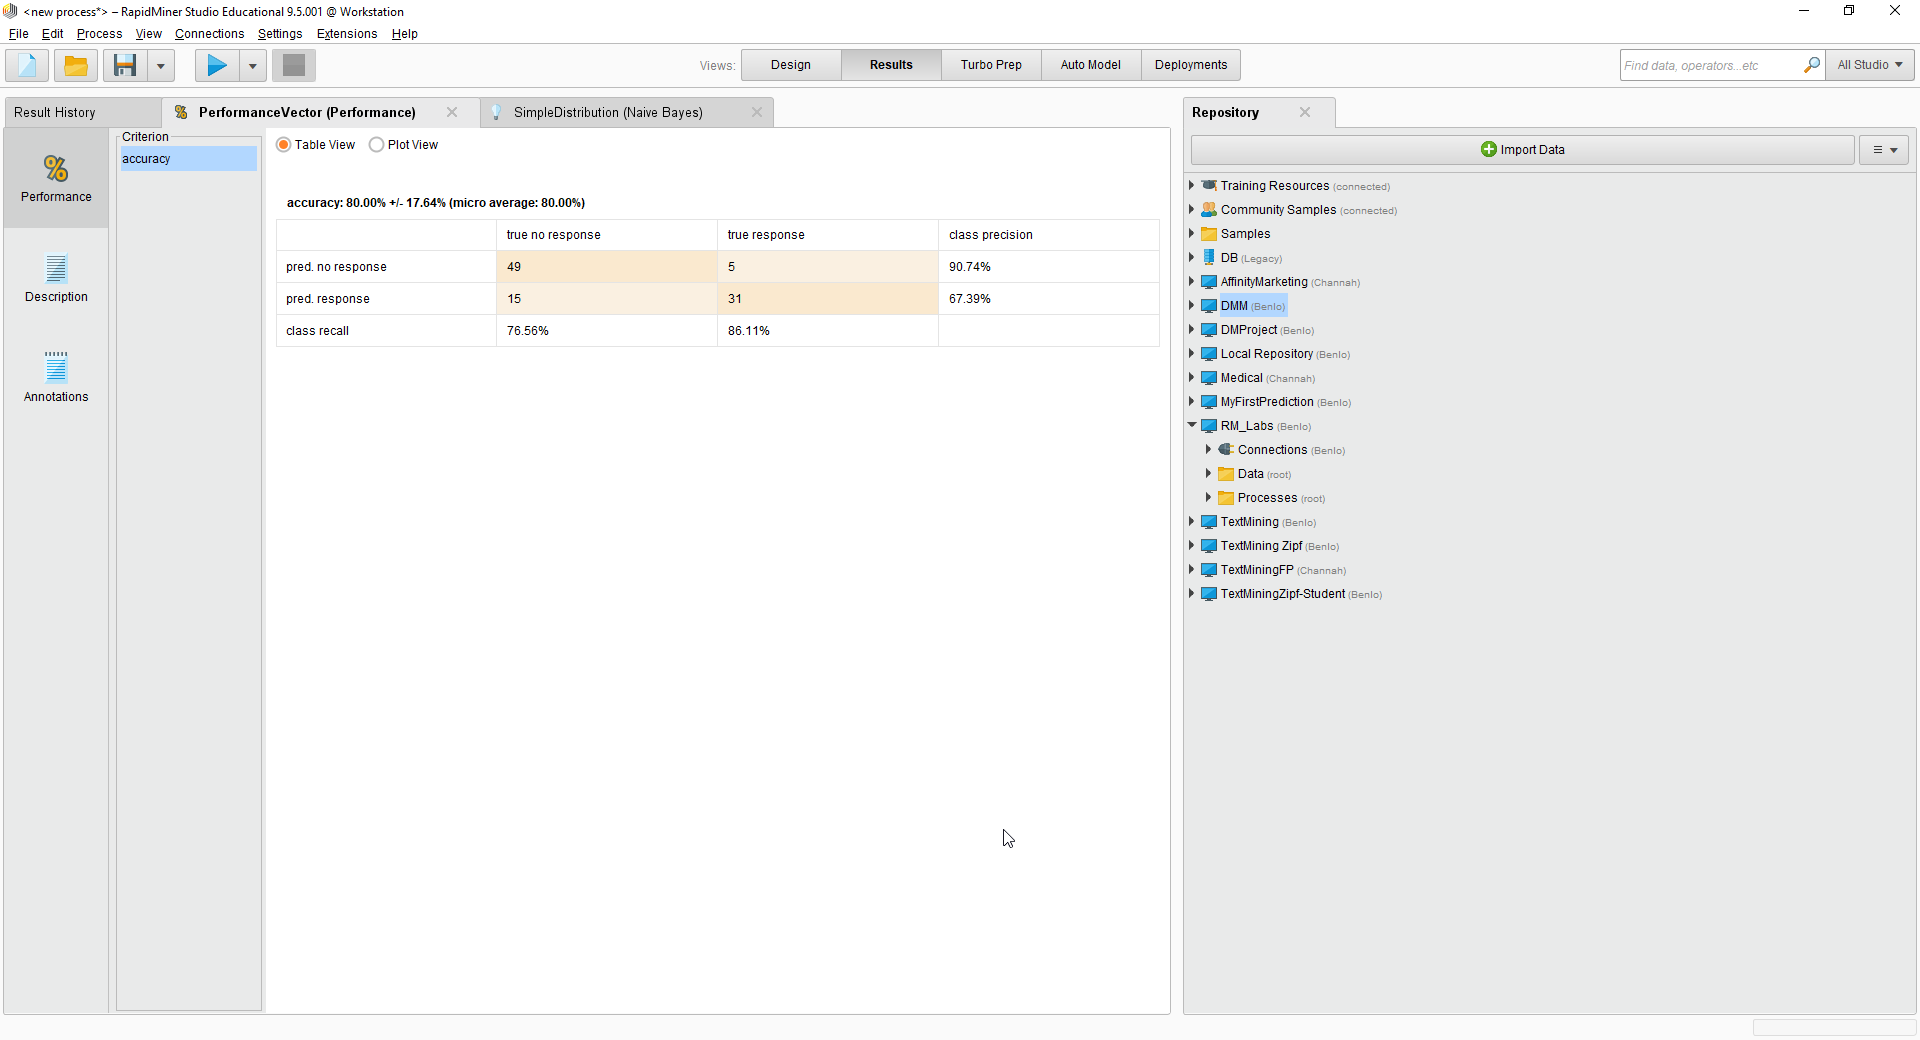 <new process*> – RapidMiner Studio Educational 9.5.001 @ Workstation
File Edit Process View Connections Settings Extensions Help
Views: Design Results Turbo Prep Auto Model Deployments
Find data, operators...etc
All Studio
Result History
% PerformanceVector (Performance)
SimpleDistribution (Naive Bayes)
Repository
%
Performance
Description
Annotations
Criterion
accuracy
Table View Plot View
accuracy: 80.00% +/- 17.64% (micro average: 80.00%)
true no response true response class precision
pred. no response 49 5 90.74%
pred. response 15 31 67.39%
class recall 76.56% 86.11%
Import Data
Training Resources (connected)
Community Samples (connected)
Samples
DB (Legacy)
AffinityMarketing (Channah)
DMM (Benlo)
DMProject (Benlo)
Local Repository (Benlo)
Medical (Channah)
MyFirstPrediction (Benlo)
RM_Labs (Benlo)
Connections (Benlo)
Data (root)
Processes (root)
TextMining (Benlo)
TextMining Zipf (Benlo)
TextMiningFP (Channah)
TextMiningZipf-Student (Benlo)